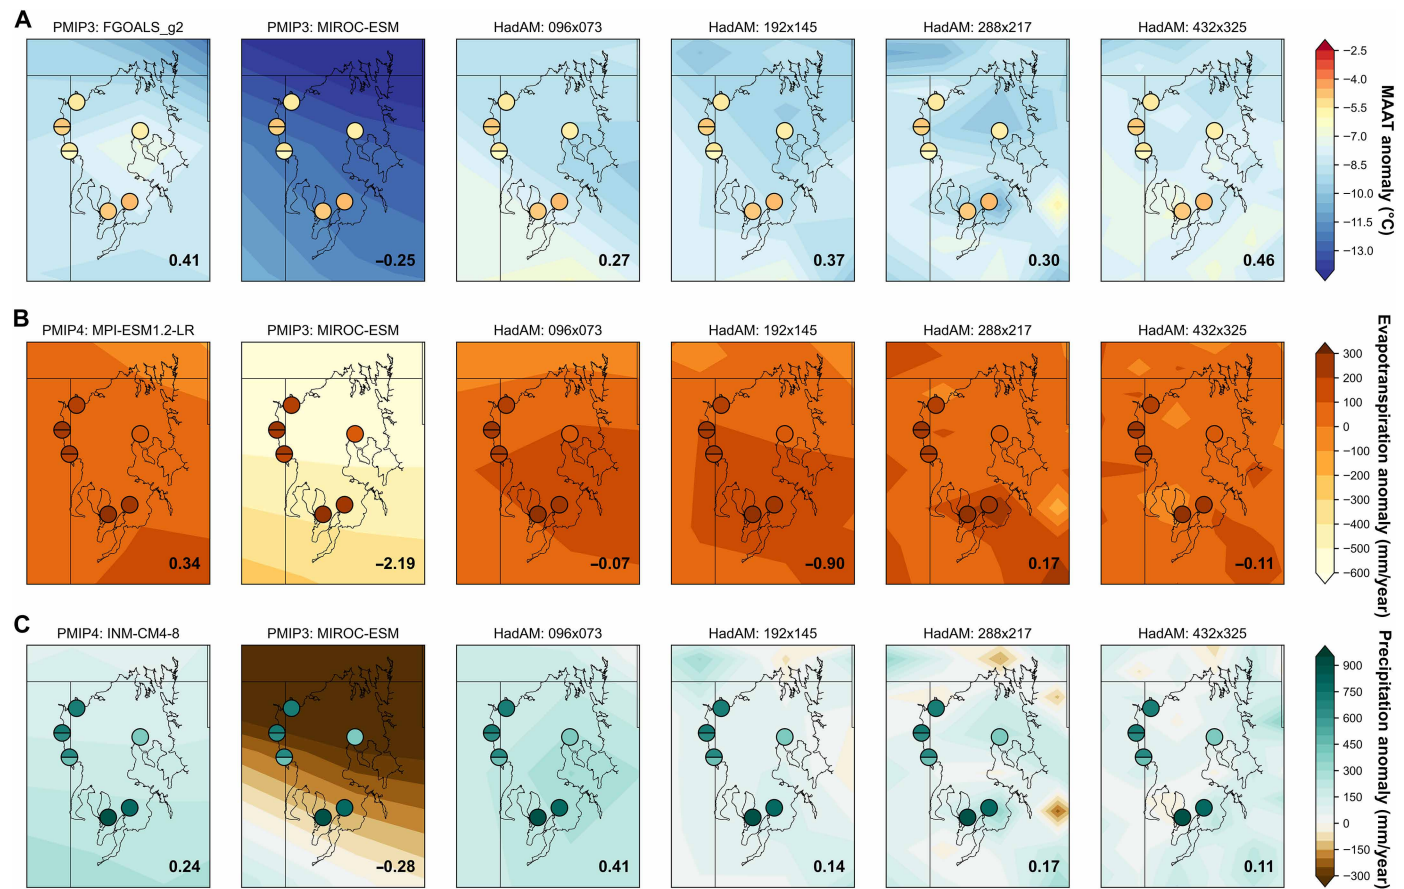 A
PMIP3: FGOALS_g2
PMIP3: MIROC-ESM
HadAM: 096x073
HadAM: 192x145
HadAM: 288x217
HadAM: 432x325
0.41
−0.25
0.27
0.37
0.30
0.46
−2.5
−4.0
−5.5
−7.0
−8.5
−10.0
−11.5
−13.0
MAAT anomaly (°C)
B
PMIP4: MPI-ESM1.2-LR
PMIP3: MIROC-ESM
HadAM: 096x073
HadAM: 192x145
HadAM: 288x217
HadAM: 432x325
0.34
−2.19
−0.07
−0.90
0.17
−0.11
300
200
100
0
−100
−200
−300
−400
−500
−600
Evapotranspiration anomaly (mm/year)
C
PMIP4: INM-CM4-8
PMIP3: MIROC-ESM
HadAM: 096x073
HadAM: 192x145
HadAM: 288x217
HadAM: 432x325
0.24
−0.28
0.41
0.14
0.17
0.11
900
750
600
450
300
150
0
−150
−300
Precipitation anomaly (mm/year)